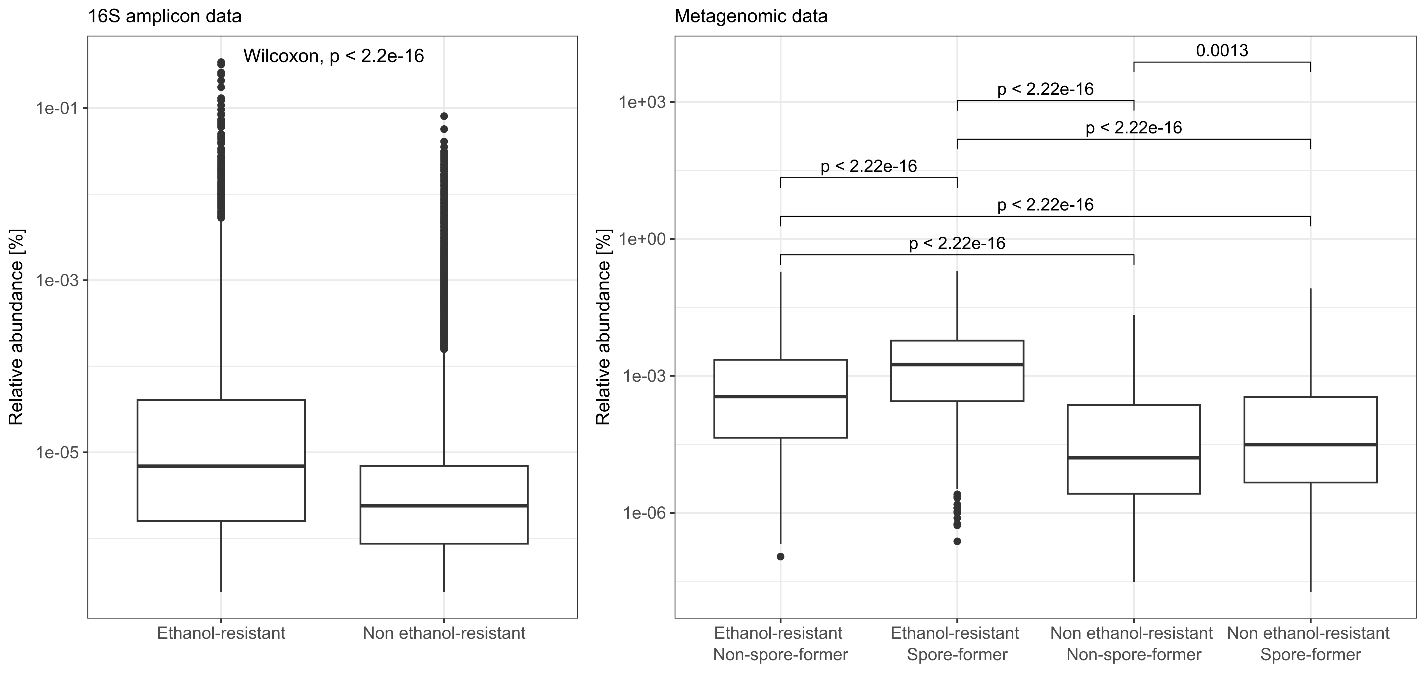 16S amplicon data
Wilcoxon, p < 2.2e-16
Relative abundance [%]
1e-01
1e-03
1e-05
Ethanol-resistant
Non ethanol-resistant
Metagenomic data
0.0013
p < 2.22e-16
p < 2.22e-16
p < 2.22e-16
p < 2.22e-16
p < 2.22e-16
Relative abundance [%]
1e+03
1e+00
1e-03
1e-06
Ethanol-resistant
Non-spore-former
Ethanol-resistant
Spore-former
Non ethanol-resistant
Non-spore-former
Non ethanol-resistant
Spore-former